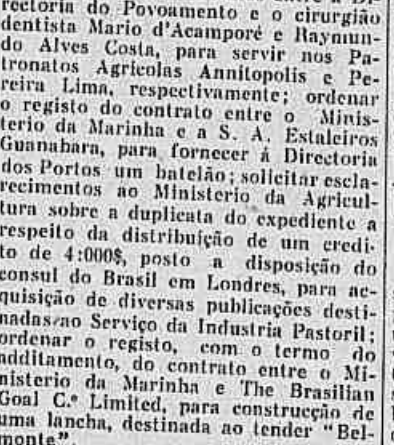 rectoria do Povoamento e o cirurgião
dentista Mario d'Acamporé e Raymun-
do Alves Costa, para servir nos Pa-
tronatos Agricolas Annitopolis e Pe-
reira Lima, respectivamente; ordenar
o registo do contrato entre o Minis-
terio da Marinha e a S. A. Estaleiros
Guanabara, para fornecer á Directoria
dos Portos um batelão; solicitar escla-
recimentos ao Ministerio da Agricul-
tura sobre a duplicata do expediente a
respeito da distribuição de um credi-
to de 4:000$, posto a disposição do
consul do Brasil em Londres, para ac-
quisição de diversas publicações desti-
nadas ao Serviço da Industria Pastoril;
ordenar o registo, com o termo do
additamento, do contrato entre o Mi-
nisterio da Marinha e The Brasilian
Goal C.º Limited, para construcção de
uma lancha, destinada ao tender "Bel-
monte".